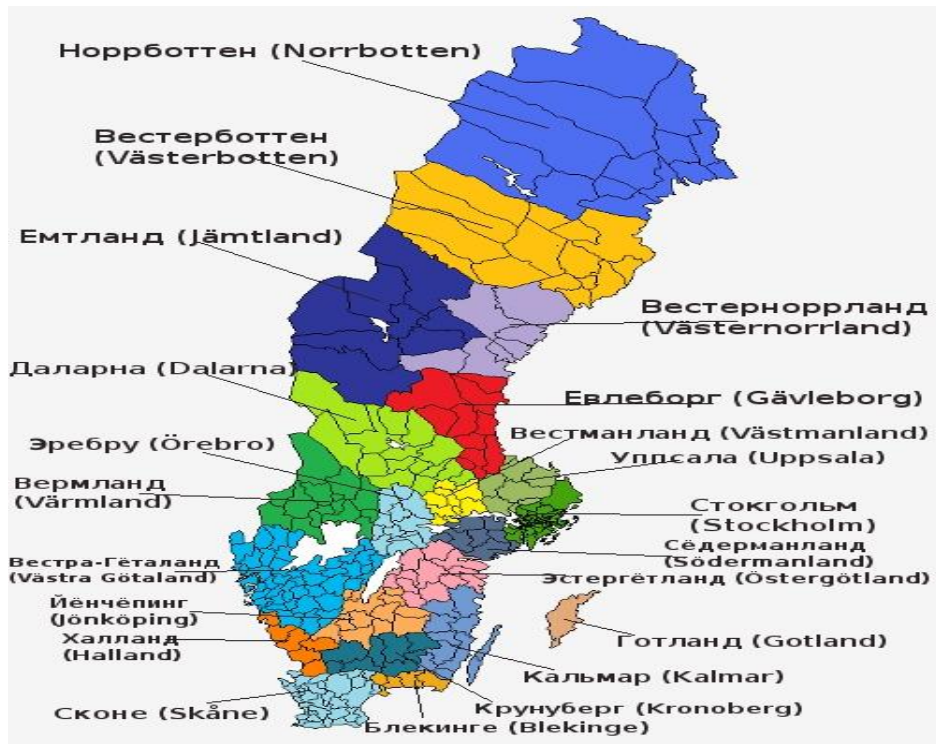 Норрботтен (Norrbotten)
Вестерботтен
(Västerbotten)
Емтланд (Jämtland)
Вестерноррланд
(Västernorrland)
Даларна (Dalarna)
Евлеборг (Gävleborg)
Вестманланд (Västmanland)
Эребру (Örebro)
Уппсала (Uppsala)
Вермланд
(Värmland)
Стокгольм
(Stockholm)
Сёдерманланд
(Södermanland)
Вестра-Гёталанд
(Västra Götaland)
Эстергётланд (Östergötland)
Йёнчёпинг
(Jönköping)
Халланд
(Halland)
Готланд (Gotland)
Кальмар (Kalmar)
Сконе (Skåne)
Крунуберг (Kronoberg)
Блекинге (Blekinge)